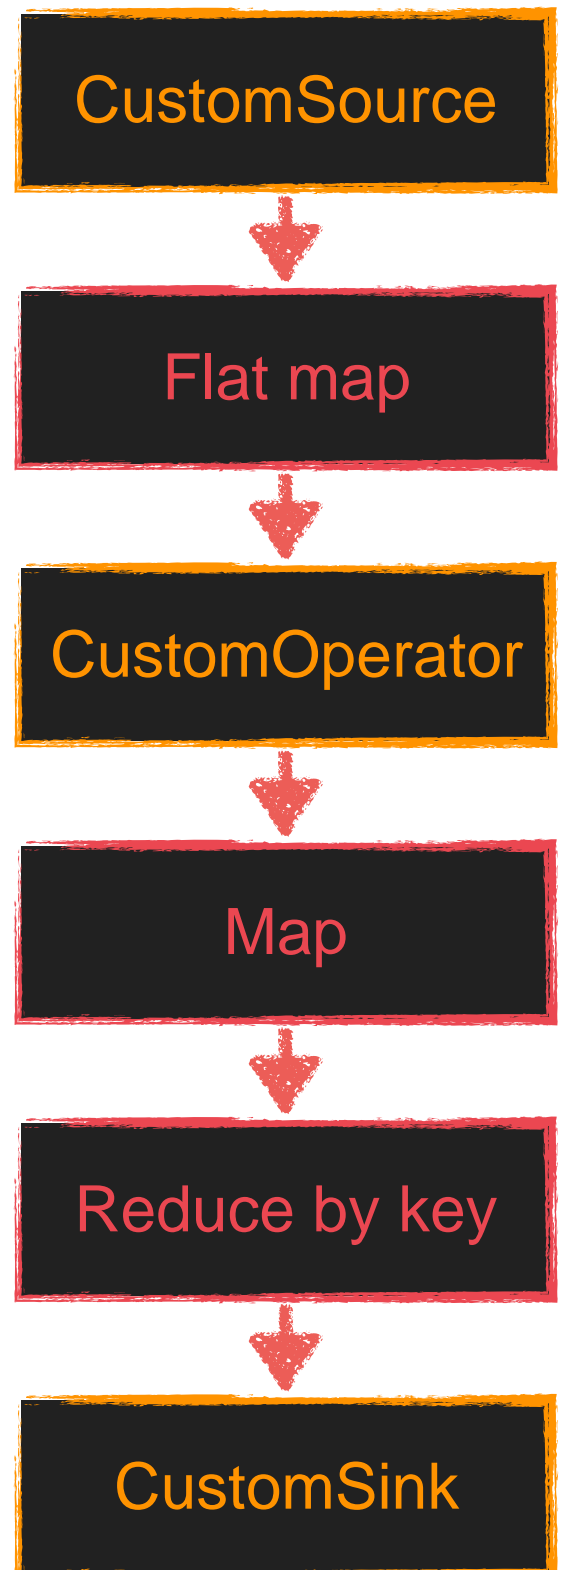 CustomSource
Flat map
CustomOperator
Map
Reduce by key
CustomSink